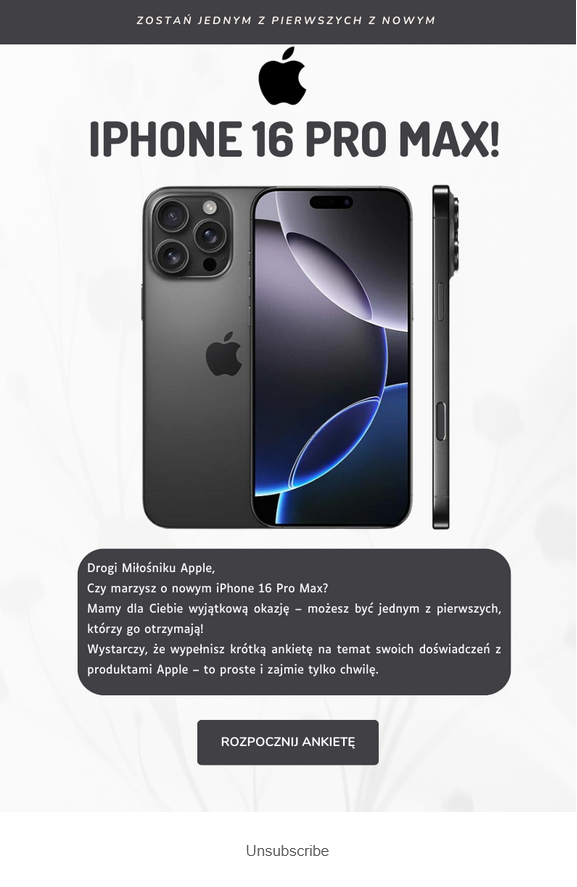 ZOSTAŃ JEDNYM Z PIERWSZYCH Z NOWYM
IPHONE 16 PRO MAX!
Drogi Miłośniku Apple,
Czy marzysz o nowym iPhone 16 Pro Max?
Mamy dla Ciebie wyjątkową okazję – możesz być jednym z pierwszych,
którzy go otrzymają!
Wystarczy, że wypełnisz krótką ankietę na temat swoich doświadczeń z
produktami Apple – to proste i zajmie tylko chwilę.
ROZPOCZNIJ ANKIETĘ
Unsubscribe